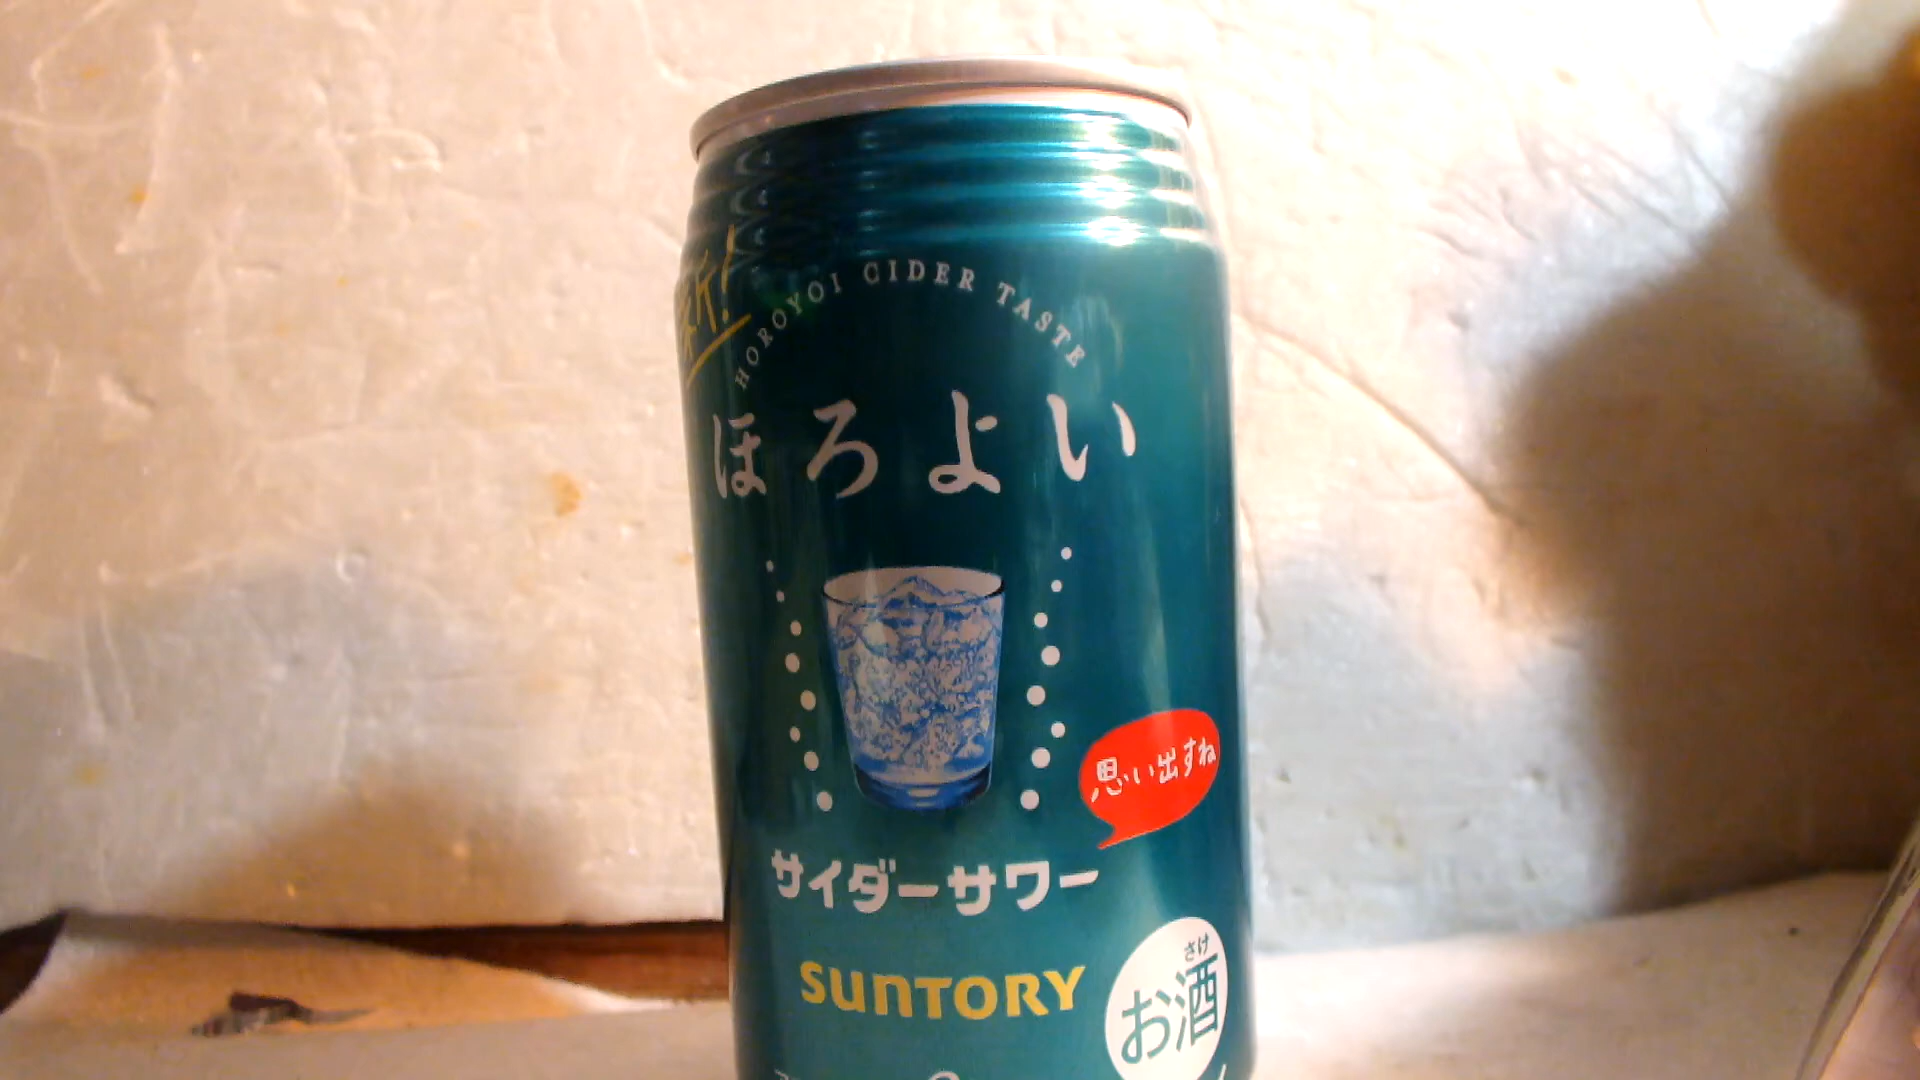 新!
HOROYOI CIDER TASTE
ほろよい
思い出すね
サイダーサワー
SUNTORY
さけ
お酒